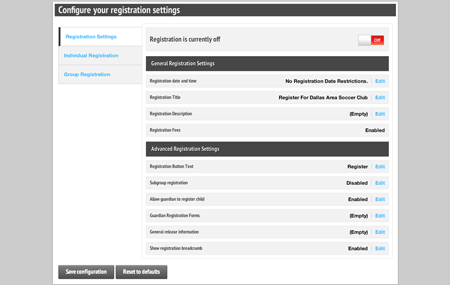 Configure your registration settings
Registration Settings
Individual Registration
Group Registration
Registration is currently off
Off
General Registration Settings
Registration date and time No Registration Date Restrictions. Edit
Registration Title Register For Dallas Area Soccer Club Edit
Registration Description (Empty) Edit
Registration Fees Enabled
Advanced Registration Settings
Registration Button Text Register Edit
Subgroup registration Disabled Edit
Allow guardian to register child Enabled Edit
Guardian Registration Forms (Empty) Edit
General release information (Empty) Edit
Show registration breadcrumb Enabled Edit
Save configuration Reset to defaults